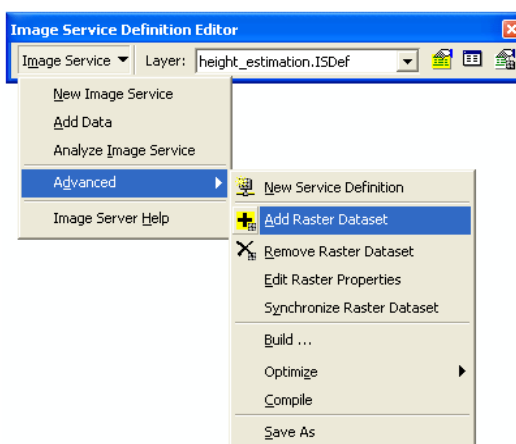 Image Service Definition Editor
Image Service Layer: height_estimation.ISDef
New Image Service
Add Data
Analyze Image Service
Advanced
Image Server Help
New Service Definition
Add Raster Dataset
Remove Raster Dataset
Edit Raster Properties
Synchronize Raster Dataset
Build ...
Optimize
Compile
Save As